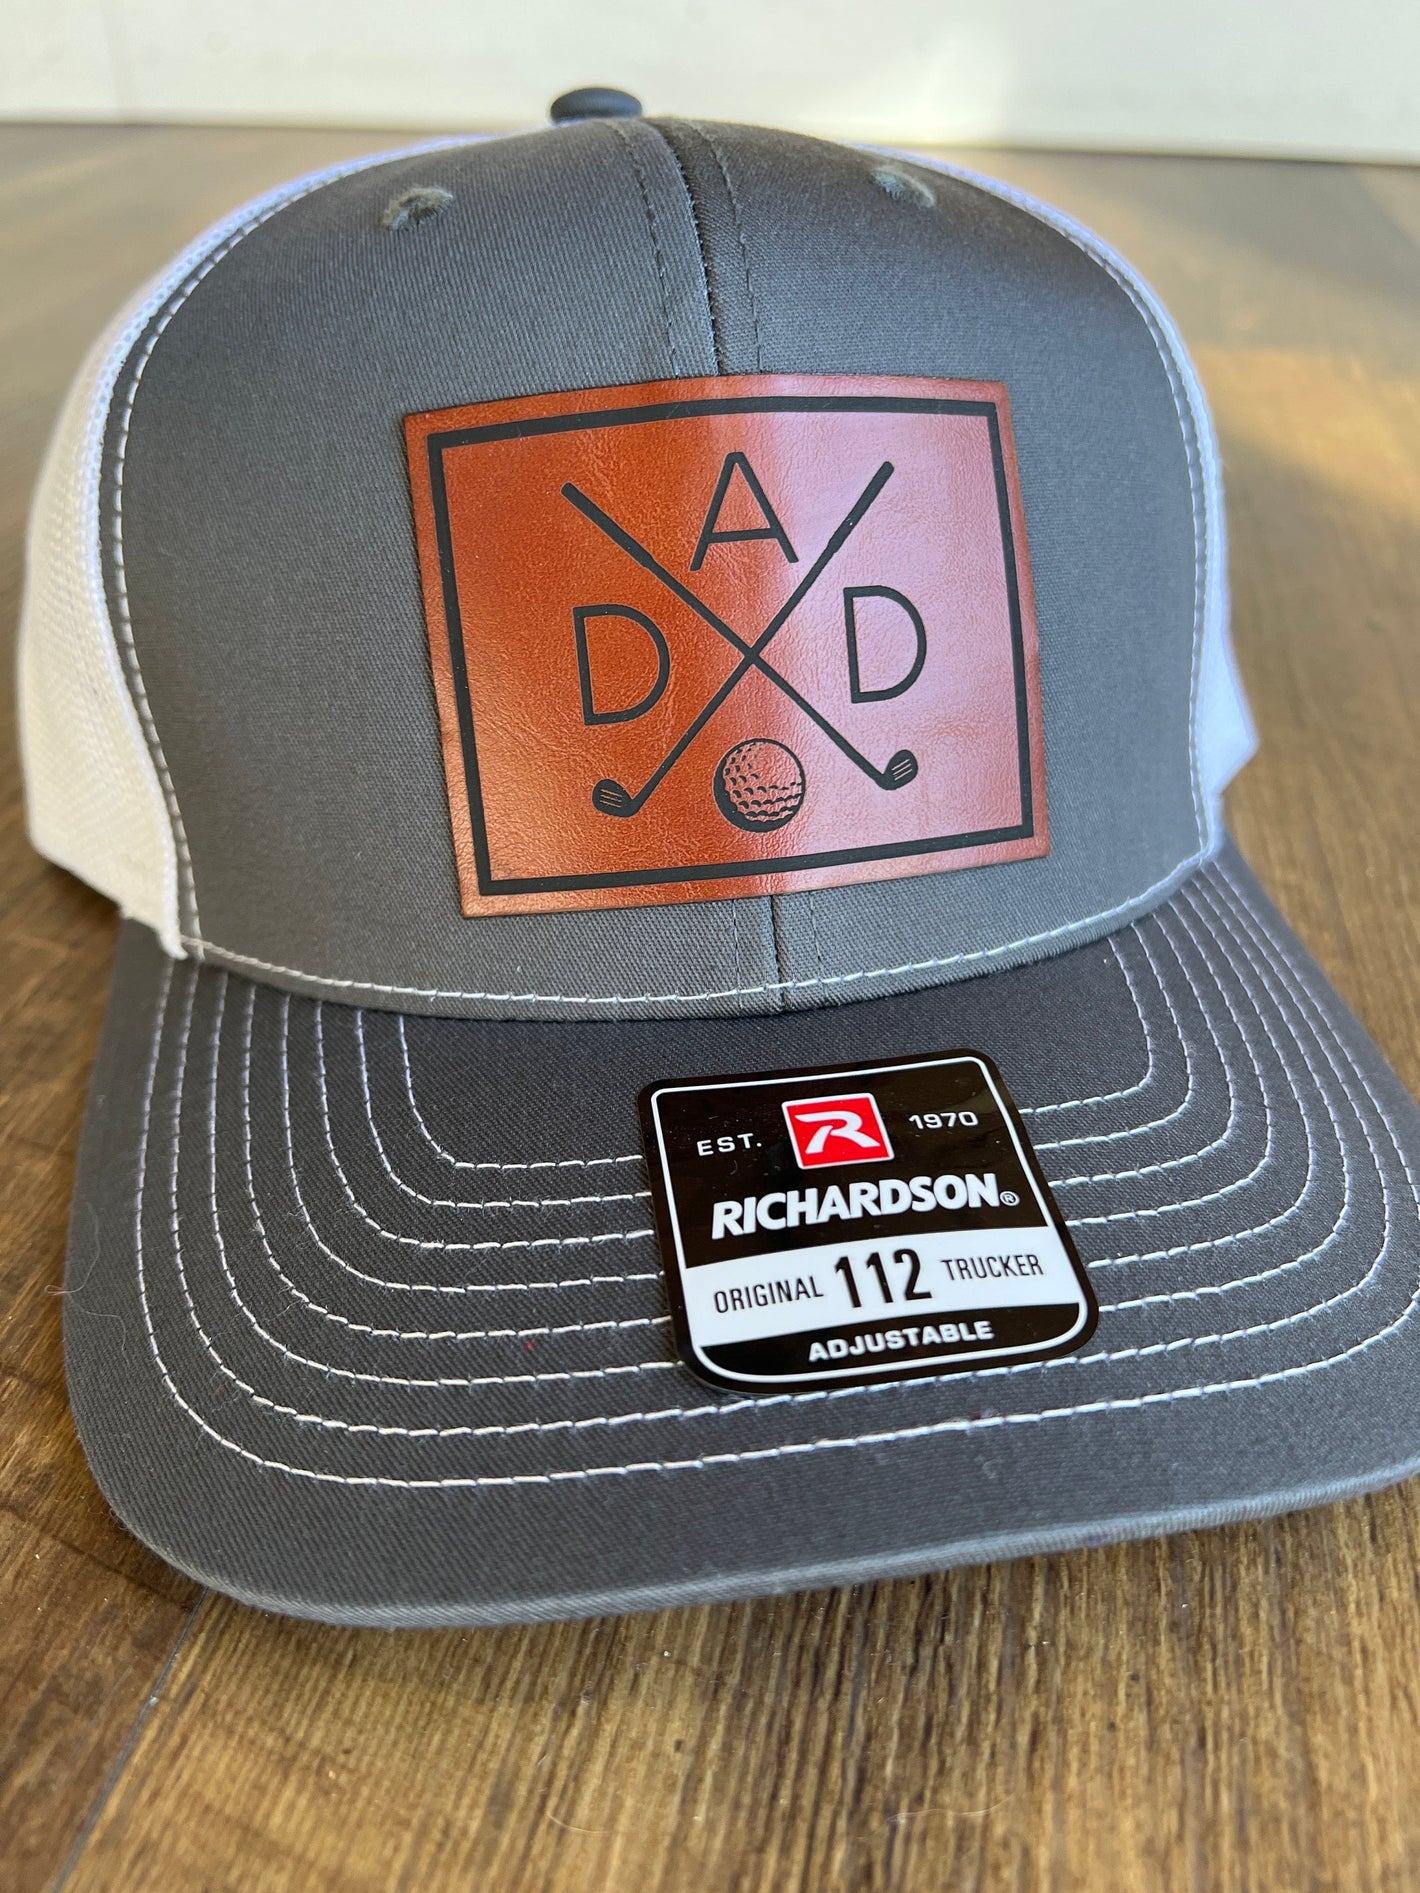 A
D D
EST. R 1970
RICHARDSON®
ORIGINAL 112 TRUCKER
ADJUSTABLE